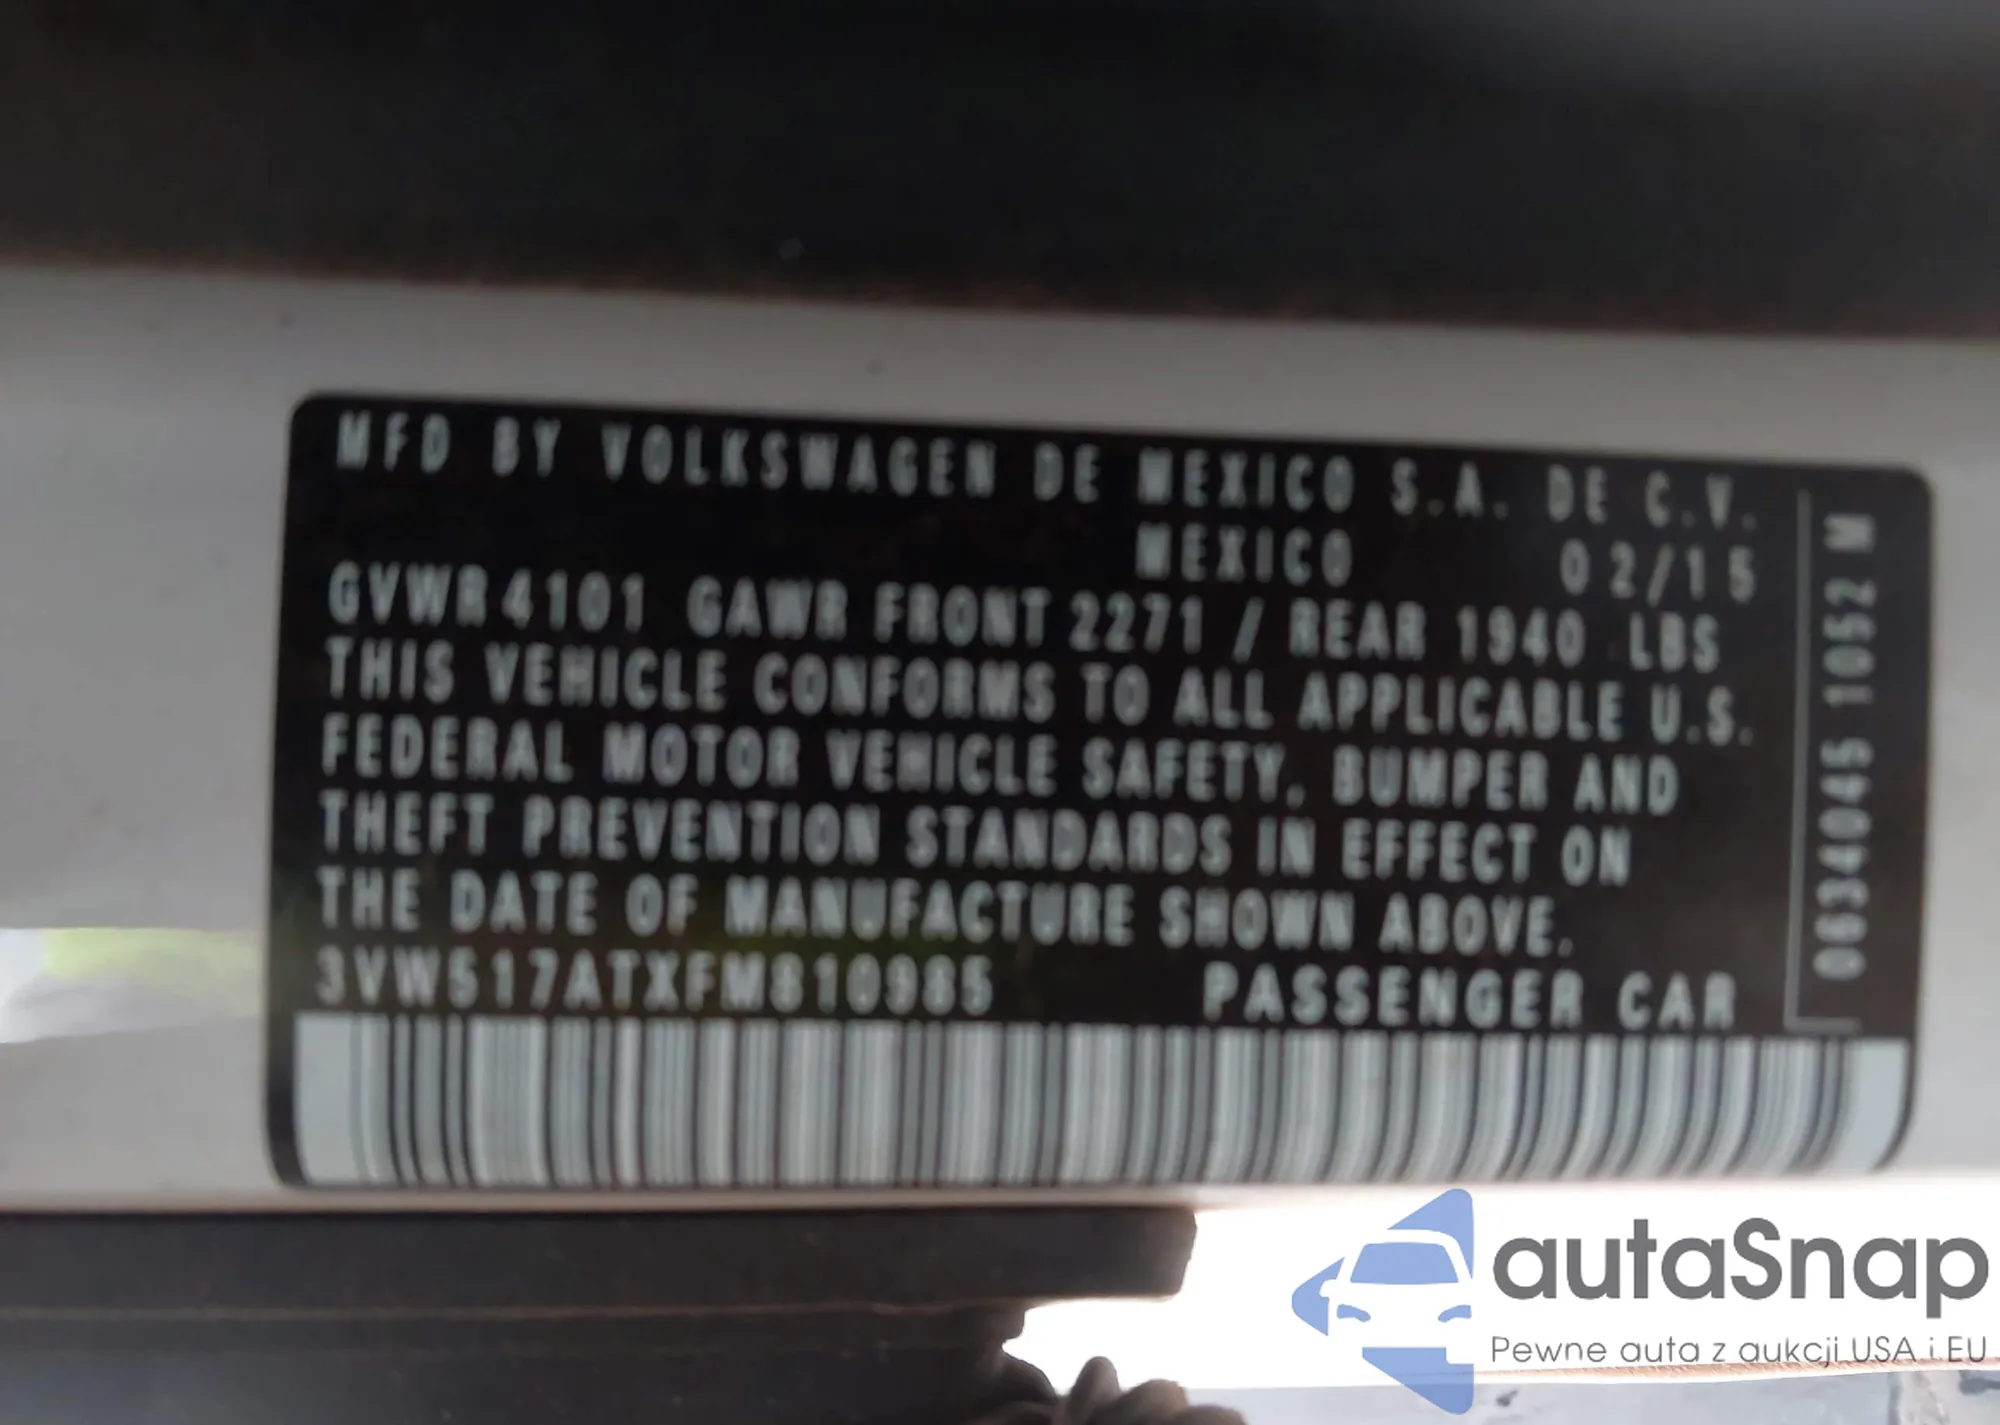 MFD BY VOLKSWAGEN DE MEXICO S.A. DE C.V.
MEXICO 02/15
GVWR 4101 GAWR FRONT 2271 / REAR 1940 LBS
THIS VEHICLE CONFORMS TO ALL APPLICABLE U.S.
FEDERAL MOTOR VEHICLE SAFETY, BUMPER AND
THEFT PREVENTION STANDARDS IN EFFECT ON
THE DATE OF MANUFACTURE SHOWN ABOVE.
3VW517ATXFM810985 PASSENGER CAR
0634045 1052 M
autaSnap
Pewne auta z aukcji USA i EU